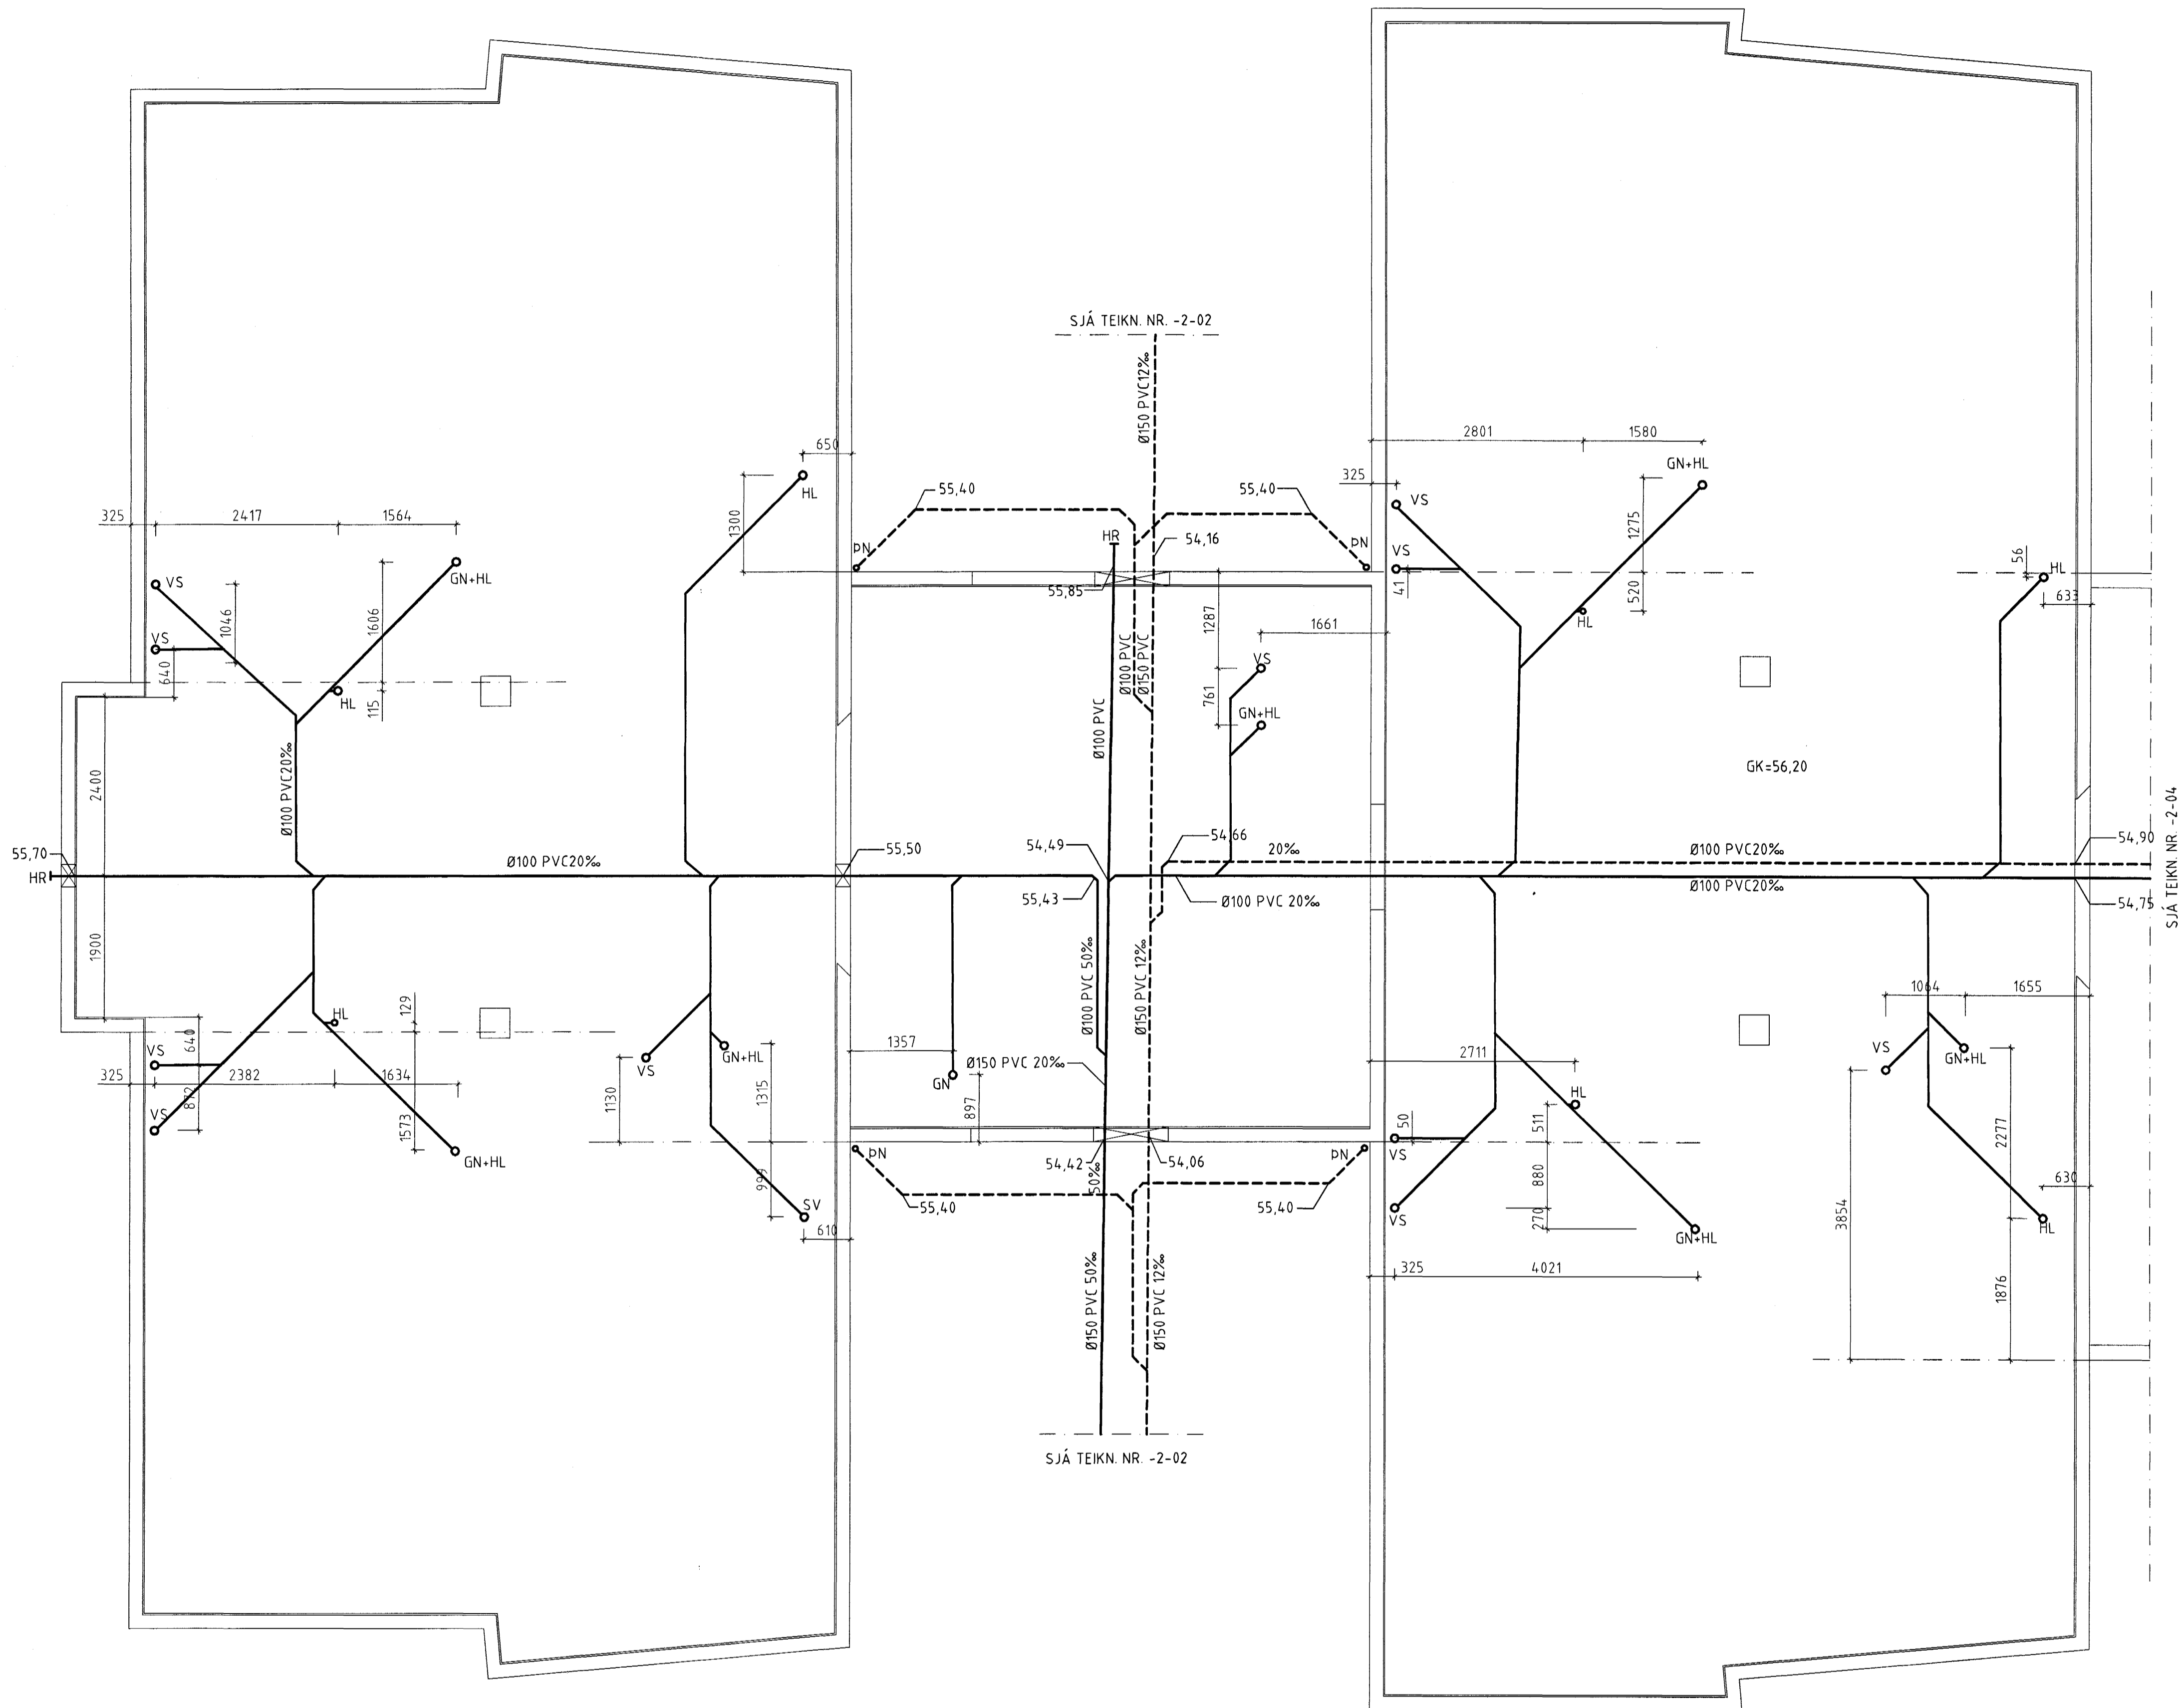 SJÁ TEIKN. NR. -2-02
Ø150 PVC12‰
650
HL
1300
325
2417
1564
VS
GN+HL
1046
1606
VS
640
HL
115
2400
Ø100 PVC20‰
55,40
55,40
ÞN
HR
54,16
ÞN
55,85
1287
1661
Ø100 PVC
Ø150 PVC
VS
761
GN+HL
Ø100 PVC
2801
1580
GN+HL
325
VS
1275
VS
41
520
HL
56
HL
633
GK=56,20
55,70
HR
Ø100 PVC20‰
55,50
54,49
54,66
20‰
Ø100 PVC20‰
54,90
55,43
Ø100 PVC 20‰
Ø100 PVC20‰
54,75
SJÁ TEIKN. NR. -2-04
1900
129
HL
640
VS
325
2382
1634
872
VS
1573
GN+HL
VS
GN+HL
1130
1315
999
SV
610
1357
Ø150 PVC 20‰
GN
897
Ø100 PVC 50‰
Ø150 PVC 12‰
ÞN
54,42
54,06
ÞN
50‰
55,40
55,40
Ø150 PVC 50‰
Ø150 PVC 12‰
SJÁ TEIKN. NR. -2-02
2711
HL
50
511
VS
880
VS
270
GN+HL
325
4021
1064
1655
VS
GN+HL
2277
3854
630
HL
1876